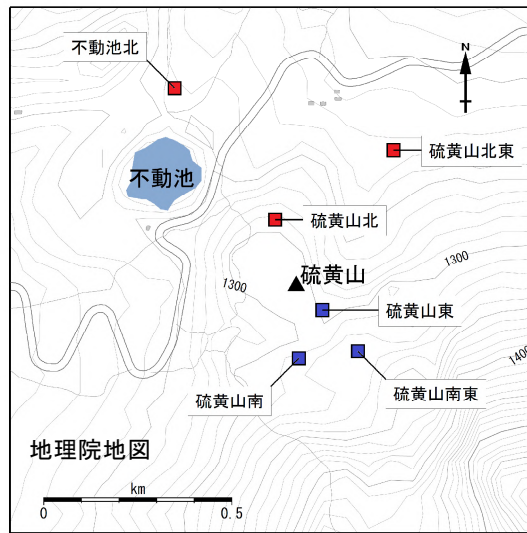 不動池北
N
硫黄山北東
不動池
硫黄山北
1300
硫黄山
1300
硫黄山東
1400
硫黄山南
硫黄山南東
地理院地図
km
0
0.5